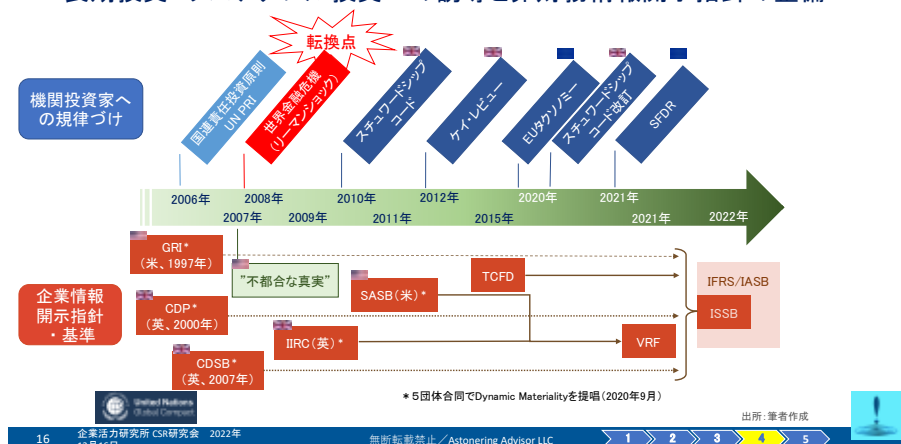 転換点
機関投資家へ
の規律づけ
国連責任投資原則
UN PRI
世界金融危機
(リーマンショック)
スチュワードシップ
コード
ケイ・レビュー
EUタクソノミー
スチュワードシップ
コード改訂
SFDR
2006年
2008年
2010年
2012年
2020年
2021年
2007年
2009年
2011年
2015年
2021年
2022年
企業情報
開示指針
・基準
GRI*
(米、1997年)
"不都合な真実"
CDP*
(英、2000年)
CDSB*
(英、2007年)
SASB(米)*
IIRC(英)*
TCFD
VRF
IFRS/IASB
ISSB
*5団体合同でDynamic Materialityを提唱(2020年9月)
出所:筆者作成
United Nations
Global Compact
16
企業活力研究所 CSR研究会 2022年
無断転載禁止/Astonering Advisor LLC
1
2
3
4
5